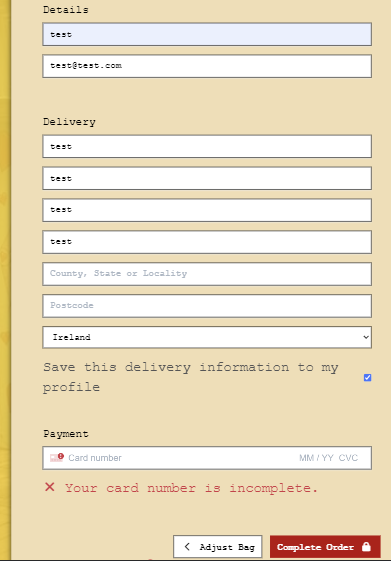 Details
test
test@test.com
Delivery
test
test
test
test
County, State or Locality
Postcode
Ireland
Save this delivery information to my
profile
Payment
Card number MM / YY CVC
Your card number is incomplete.
Adjust Bag Complete Order